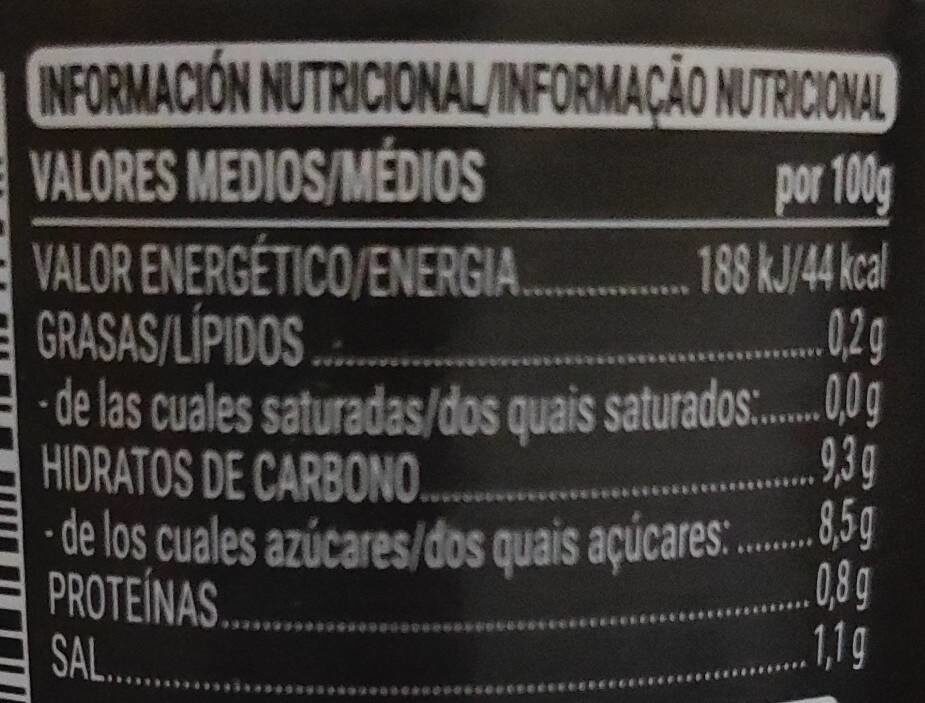 INFORMACIÓN NUTRICIONAL/INFORMAÇÃO NUTRICIONAL
VALORES MEDIOS/MÉDIOS por 100g
VALOR ENERGÉTICO/ENERGIA................ 188 kJ/44 kcal
GRASAS/LÍPIDOS ................................................ 0,2 g
- de las cuales saturadas/dos quais saturados:....... 0,0 g
HIDRATOS DE CARBONO..................................... 9,3 g
- de los cuales azúcares/dos quais açúcares: ......... 8,5 g
PROTEÍNAS...................................................... 0,8 g
SAL................................................................. 1,1 g